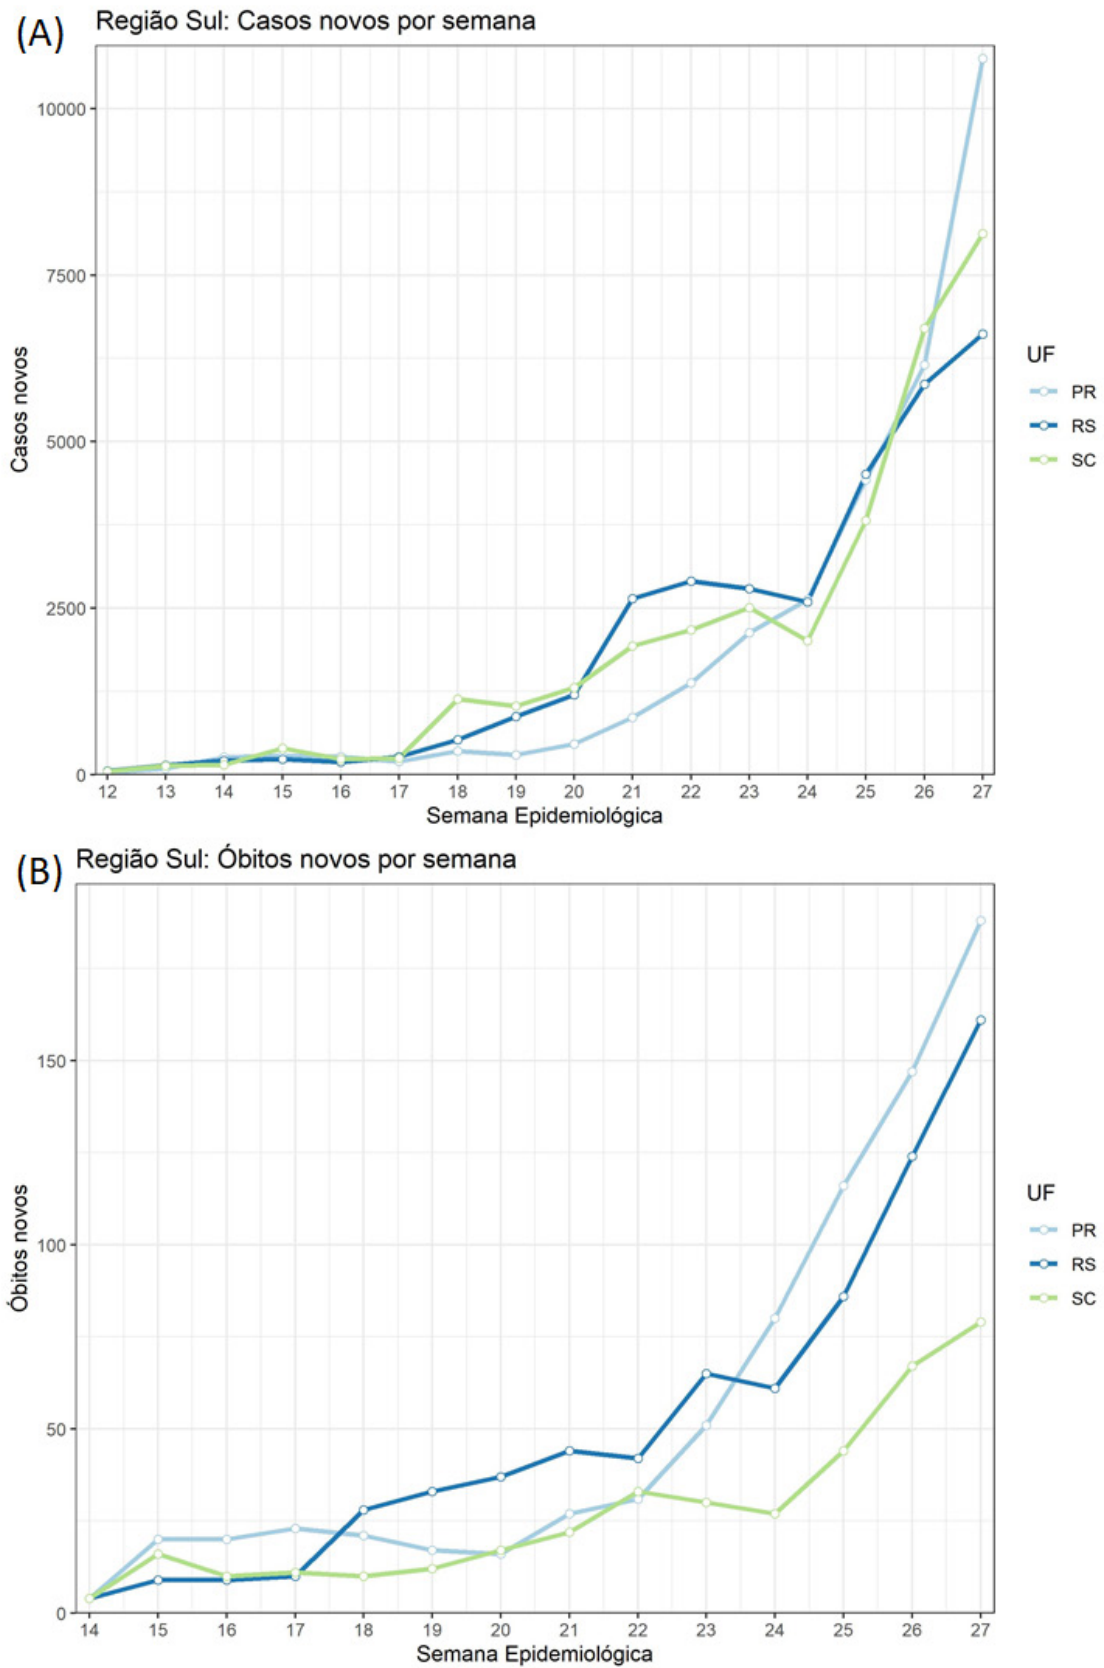 (A)
Região Sul: Casos novos por semana
10000
7500
5000
2500
0
Casos novos
12 13 14 15 16 17 18 19 20 21 22 23 24 25 26 27
Semana Epidemiológica
UF
PR
RS
SC
(B)
Região Sul: Óbitos novos por semana
150
100
50
0
Óbitos novos
14 15 16 17 18 19 20 21 22 23 24 25 26 27
Semana Epidemiológica
UF
PR
RS
SC